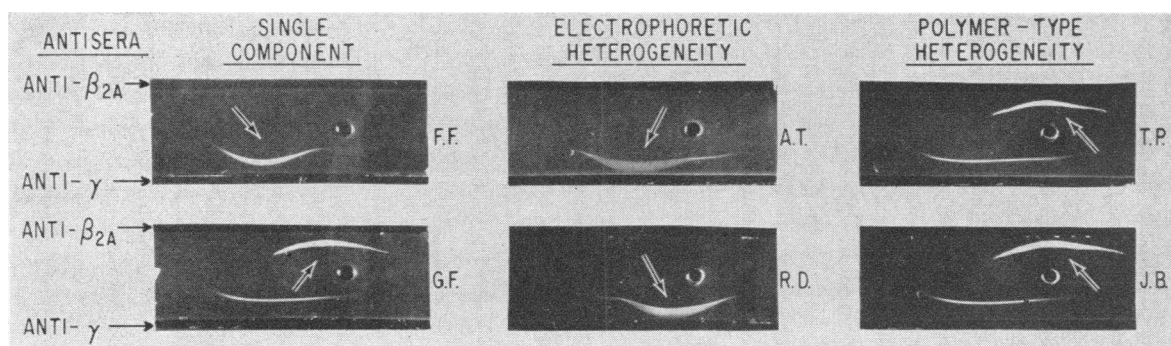 ANTISERA
SINGLE
COMPONENT
ELECTROPHORETIC
HETEROGENEITY
POLYMER-TYPE
HETEROGENEITY
ANTI-β2A
F.F.
A.T.
T.P.
ANTI-γ
ANTI-β2A
G.F.
R.D.
J.B.
ANTI-γ